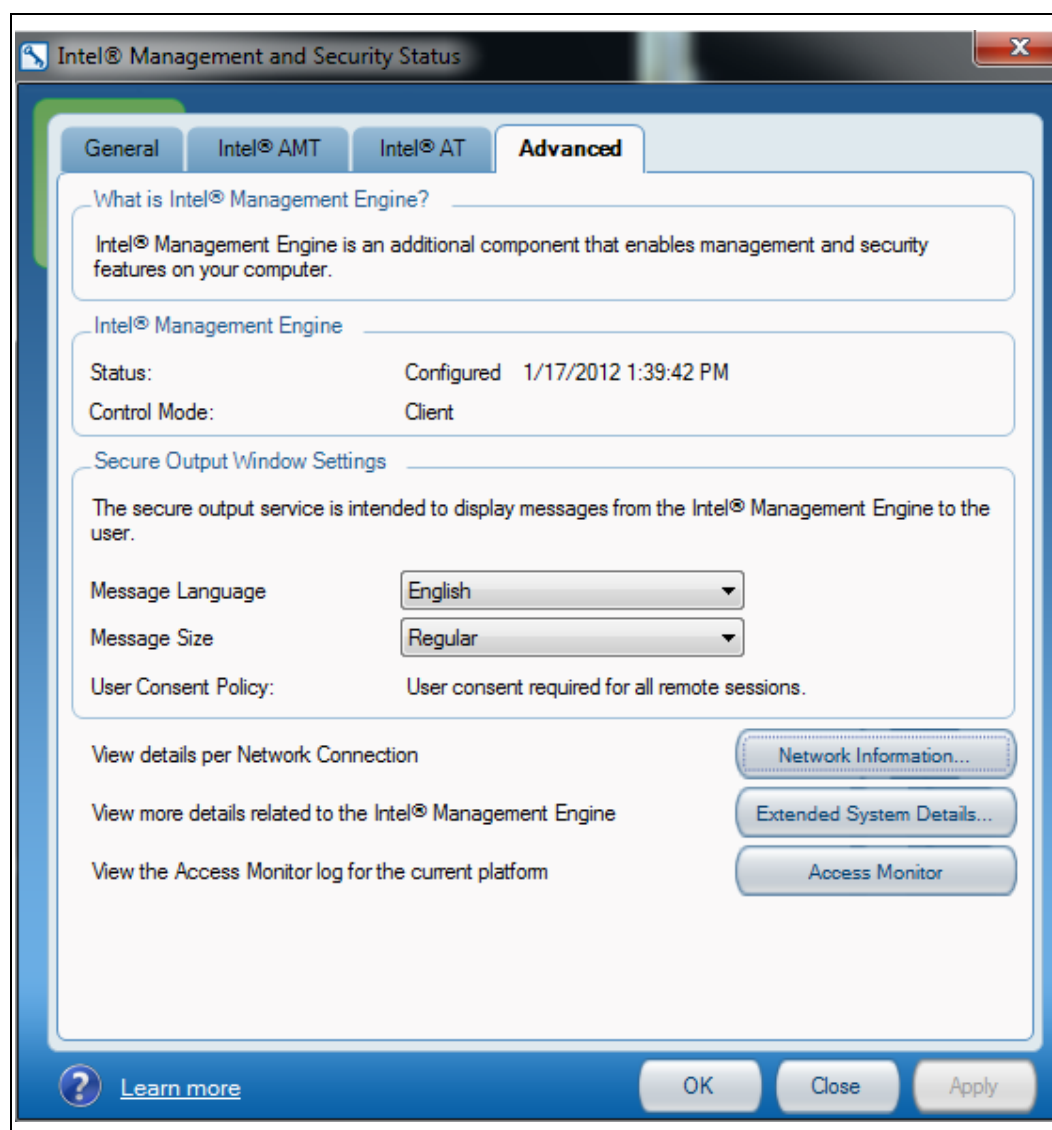 Intel® Management and Security Status
General
Intel® AMT
Intel® AT
Advanced
What is Intel® Management Engine?
Intel® Management Engine is an additional component that enables management and security
features on your computer.
Intel® Management Engine
Status: Configured 1/17/2012 1:39:42 PM
Control Mode: Client
Secure Output Window Settings
The secure output service is intended to display messages from the Intel® Management Engine to the
user.
Message Language English
Message Size Regular
User Consent Policy: User consent required for all remote sessions.
View details per Network Connection Network Information...
View more details related to the Intel® Management Engine Extended System Details...
View the Access Monitor log for the current platform Access Monitor
? Learn more OK Close Apply